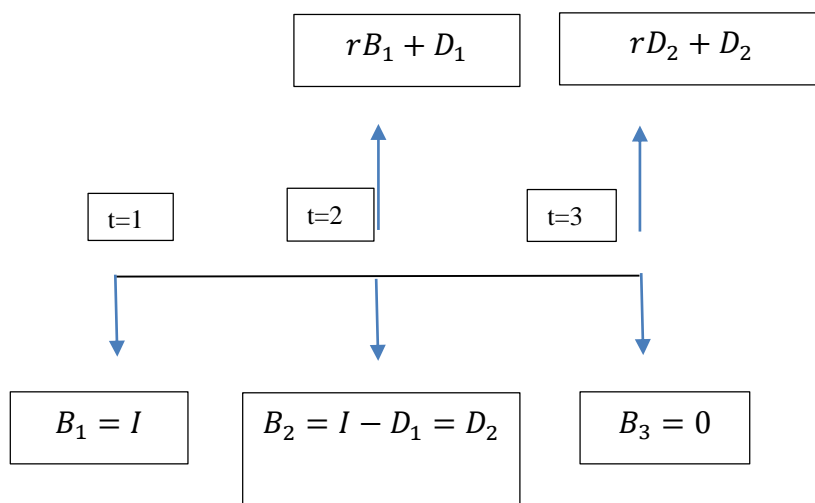 𝑟𝐵₁ + 𝐷₁
𝑟𝐷₂ + 𝐷₂
t=1
t=2
t=3
𝐵₁ = 𝐼
𝐵₂ = 𝐼 − 𝐷₁ = 𝐷₂
𝐵₃ = 0